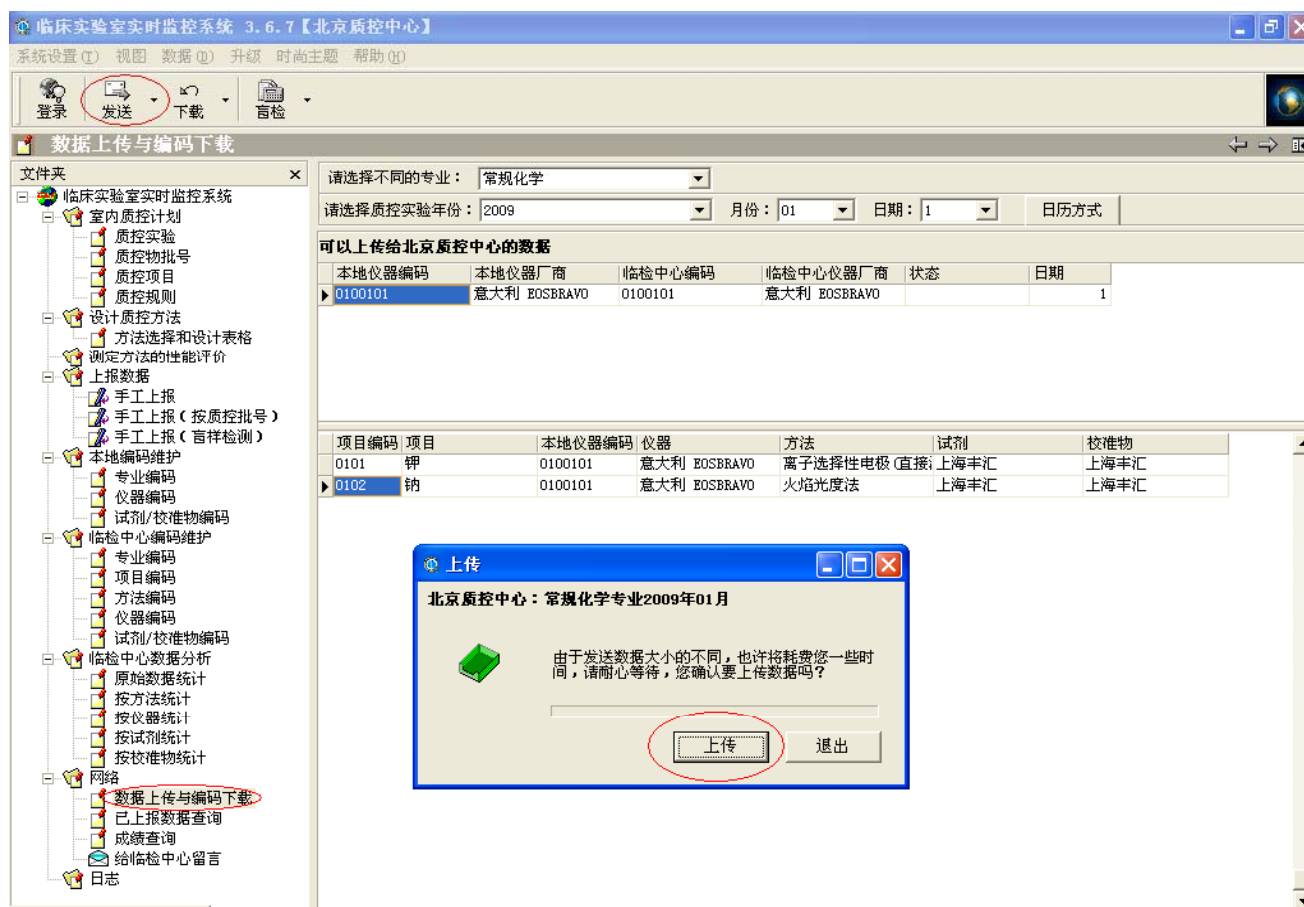 临床实验室实时监控系统 3.6.7【北京质控中心】
系统设置(T) 视图 数据(D) 升级 时尚主题 帮助(H)
登录 发送 下载 盲检
数据上传与编码下载
文件夹
临床实验室实时监控系统
室内质控计划
质控实验
质控物批号
质控项目
质控规则
设计质控方法
方法选择和设计表格
测定方法的性能评价
上报数据
手工上报
手工上报(按质控批号)
手工上报(盲样检测)
本地编码维护
专业编码
仪器编码
试剂/校准物编码
临检中心编码维护
专业编码
项目编码
方法编码
仪器编码
试剂/校准物编码
临检中心数据分析
原始数据统计
按方法统计
按仪器统计
按试剂统计
按校准物统计
网络
数据上传与编码下载
已上报数据查询
成绩查询
给临检中心留言
日志
请选择不同的专业: 常规化学
请选择质控实验年份: 2009 月份: 01 日期: 1 日历方式
可以上传给北京质控中心的数据
本地仪器编码 本地仪器厂商 临检中心编码 临检中心仪器厂商 状态 日期
0100101 意大利 EOSBRAVO 0100101 意大利 EOSBRAVO 1
项目编码 项目 本地仪器编码 仪器 方法 试剂 校准物
0101 钾 0100101 意大利 EOSBRAVO 离子选择性电极(直接 上海丰汇 上海丰汇
0102 钠 0100101 意大利 EOSBRAVO 火焰光度法 上海丰汇 上海丰汇
上传
北京质控中心:常规化学专业2009年01月
由于发送数据大小的不同,也许将耗费您一些时
间,请耐心等待,您确认要上传数据吗?
上传 退出